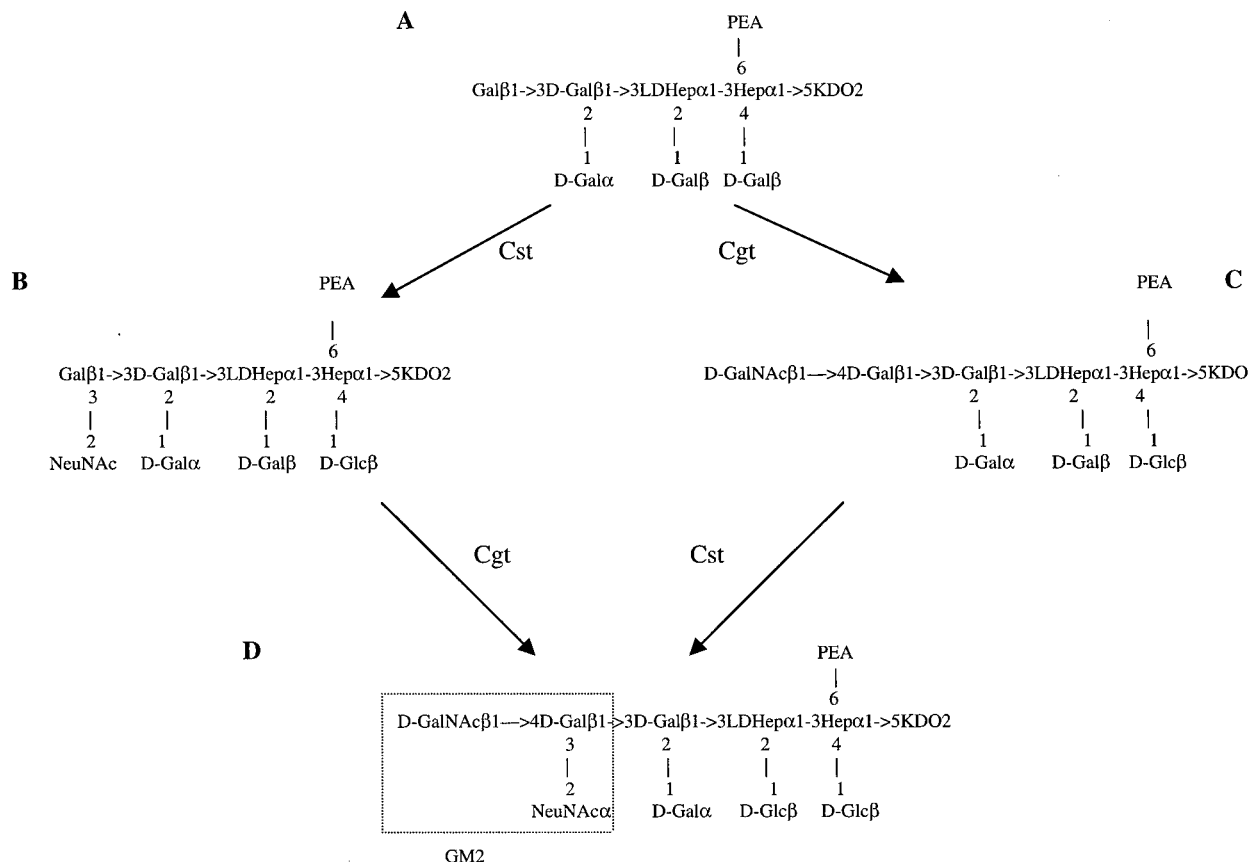 A
PEA
6
Galβ1->3D-Galβ1->3LDHepα1-3Hepα1->5KDO2
2 2 4
1 1 1
D-Galα D-Galβ D-Galβ
Cst Cgt
B
PEA
6
Galβ1->3D-Galβ1->3LDHepα1-3Hepα1->5KDO2
3 2 2 4
2 1 1 1
NeuNAc D-Galα D-Galβ D-Glcβ
C
PEA
6
D-GalNAcβ1—>4D-Galβ1->3D-Galβ1->3LDHepα1-3Hepα1->5KDO
2 2 4
1 1 1
D-Galα D-Galβ D-Glcβ
Cgt Cst
D
PEA
6
D-GalNAcβ1—>4D-Galβ1->3D-Galβ1->3LDHepα1-3Hepα1->5KDO2
3 2 2 4
2 1 1 1
NeuNAcα D-Galα D-Glcβ D-Glcβ
GM2